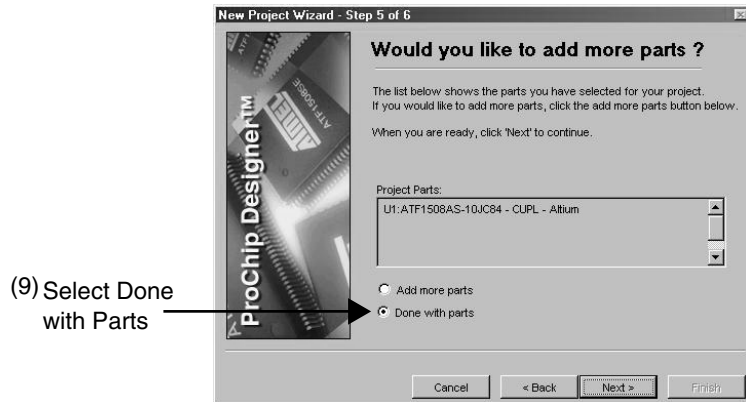 New Project Wizard - Step 5 of 6
Would you like to add more parts ?
The list below shows the parts you have selected for your project.
If you would like to add more parts, click the add more parts button below.
When you are ready, click 'Next' to continue.
Project Parts:
U1:ATF1508AS-10JC84 - CUPL - Altium
Add more parts
Done with parts
(9) Select Done
with Parts
ProChip Designer™
ATMEL
ATF1508SE
Cancel
< Back
Next >
Finish